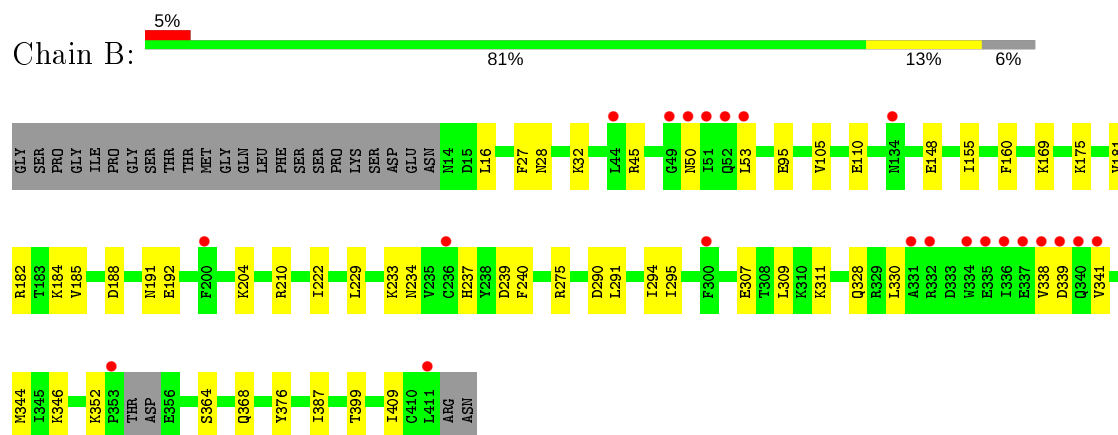 5%
Chain B:
81% 13% 6%
GLY SER PRO GLY ILE PRO GLY SER THR THR MET GLY GLN LEU PHE SER SER PRO LYS SER ASP GLU ASN N14 D15 L16 F27 N28 K32 L44 R45 G49 N50 I51 Q52 L53 E95 V105 E110 N134 E148 I155 F160 K169 K175 V181
R182 T183 K184 V185 D188 N191 E192 F200 K204 R210 I222 L229 K233 N234 V235 C236 H237 Y238 D239 F240 R275 D290 L291 I294 I295 F300 E307 T308 L309 K310 K311 Q328 R329 L330 A331 R332 D333 W334 E335 I336 E337 V338 D339 Q340 V341
M344 I345 K346 K352 P353 THR ASP E356 S364 Q368 Y376 I387 T399 I409 C410 L411 ARG ASN